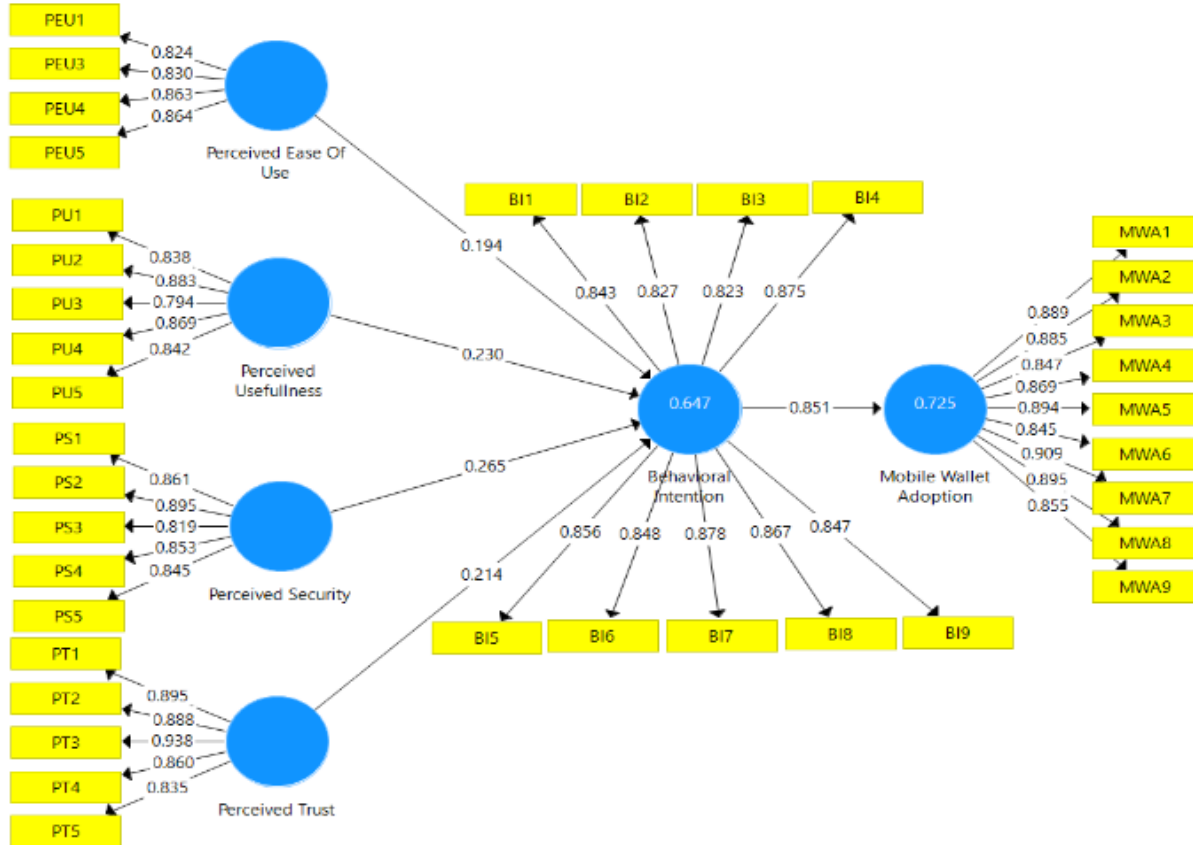 PEU1
PEU3
PEU4
PEU5
0.824
0.830
0.863
0.864
Perceived Ease Of
Use
0.194
PU1
PU2
PU3
PU4
PU5
0.838
0.883
0.794
0.869
0.842
Perceived
Usefullness
0.230
PS1
PS2
PS3
PS4
PS5
0.861
0.895
0.819
0.853
0.845
Perceived Security
0.265
PT1
PT2
PT3
PT4
PT5
0.895
0.888
0.938
0.860
0.835
Perceived Trust
0.214
BI1
BI2
BI3
BI4
0.843
0.827
0.823
0.875
0.647
Behavioral
Intention
0.856
0.848
0.878
0.867
0.847
BI5
BI6
BI7
BI8
BI9
0.851
0.725
Mobile Wallet
Adoption
0.889
0.885
0.847
0.869
0.894
0.845
0.909
0.895
0.855
MWA1
MWA2
MWA3
MWA4
MWA5
MWA6
MWA7
MWA8
MWA9